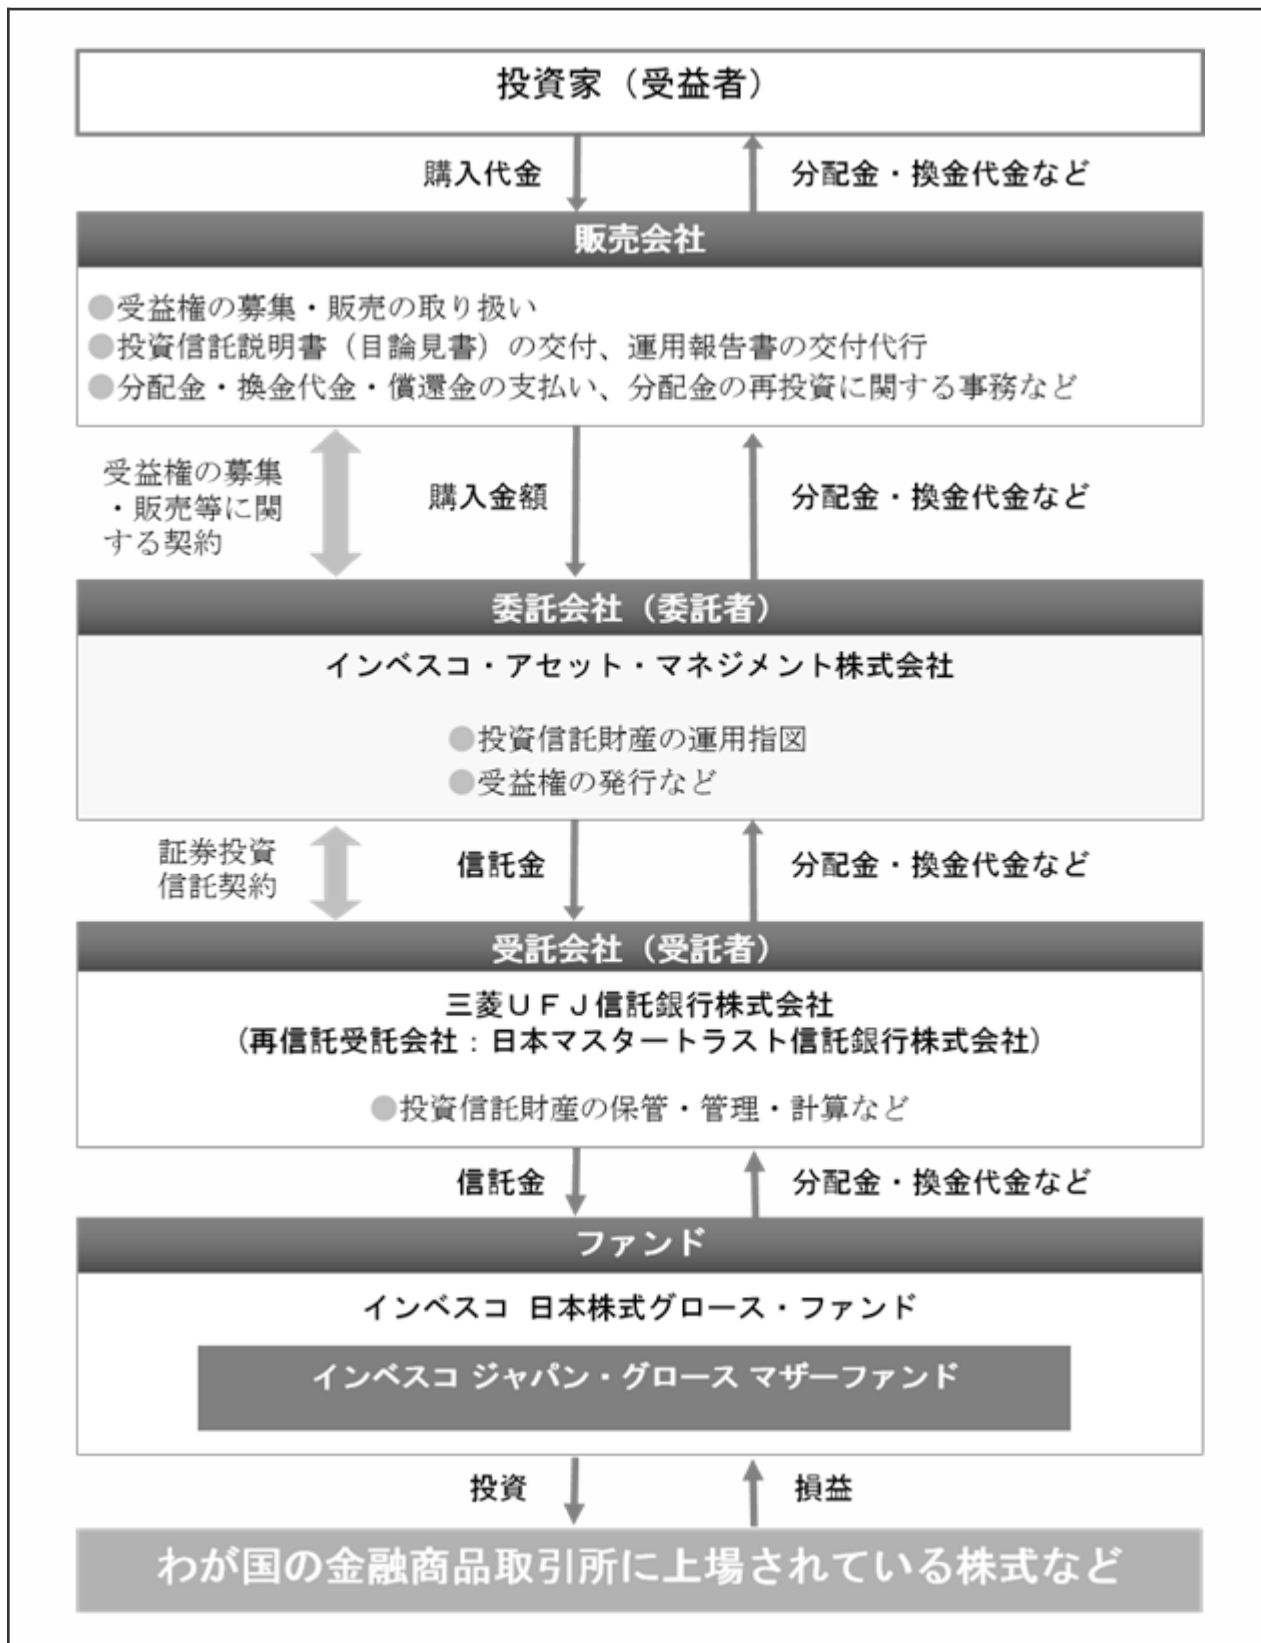 投資家（受益者）
購入代金
分配金・換金代金など
販売会社
●受益権の募集・販売の取り扱い
●投資信託説明書（目論見書）の交付、運用報告書の交付代行
●分配金・換金代金・償還金の支払い、分配金の再投資に関する事務など
受益権の募集
・販売等に関
する契約
購入金額
分配金・換金代金など
委託会社（委託者）
インベスコ・アセット・マネジメント株式会社
●投資信託財産の運用指図
●受益権の発行など
証券投資
信託契約
信託金
分配金・換金代金など
受託会社（受託者）
三菱ＵＦＪ信託銀行株式会社
(再信託受託会社：日本マスタートラスト信託銀行株式会社)
●投資信託財産の保管・管理・計算など
信託金
分配金・換金代金など
ファンド
インベスコ 日本株式グロース・ファンド
インベスコ ジャパン・グロース マザーファンド
投資
損益
わが国の金融商品取引所に上場されている株式など